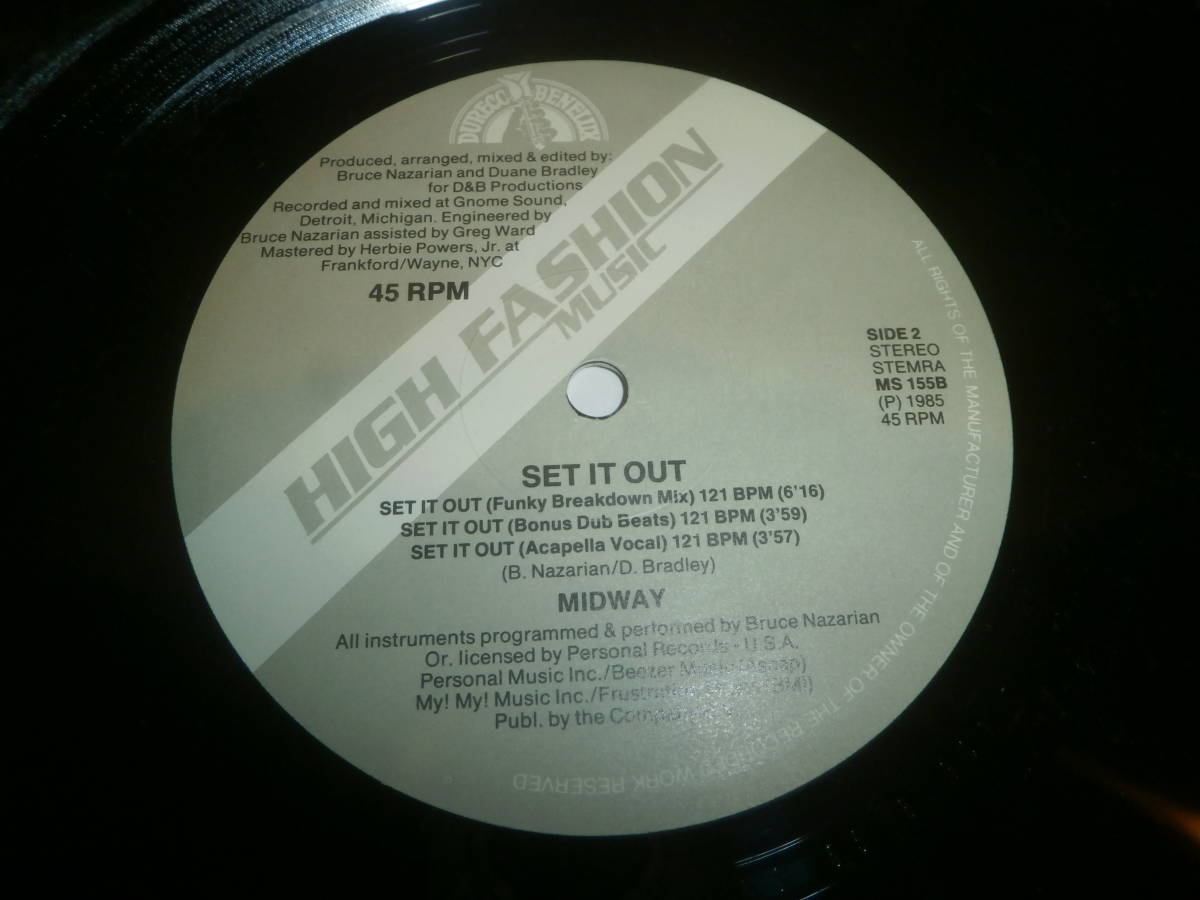 DURECO BENELUX
Produced, arranged, mixed & edited by:
Bruce Nazarian and Duane Bradley
for D&B Productions
Recorded and mixed at Gnome Sound,
Detroit, Michigan. Engineered by
Bruce Nazarian assisted by Greg Ward
Mastered by Herbie Powers, Jr. at
Frankford/Wayne, NYC
45 RPM
HIGH FASHION
MUSIC
SIDE 2
STEREO
STEMRA
MS 155B
(P) 1985
45 RPM
SET IT OUT
SET IT OUT (Funky Breakdown Mix) 121 BPM (6'16)
SET IT OUT (Bonus Dub Beats) 121 BPM (3'59)
SET IT OUT (Acapella Vocal) 121 BPM (3'57)
(B. Nazarian/D. Bradley)
MIDWAY
All instruments programmed & performed by Bruce Nazarian
Or. licensed by Personal Records - U.S.A.
Personal Music Inc./Beezer Music (Ascap)
My! My! Music Inc./Frustration (BMI)
Publ. by the
ALL RIGHTS OF THE MANUFACTURER AND OF THE OWNER OF THE RECORDED WORK RESERVED